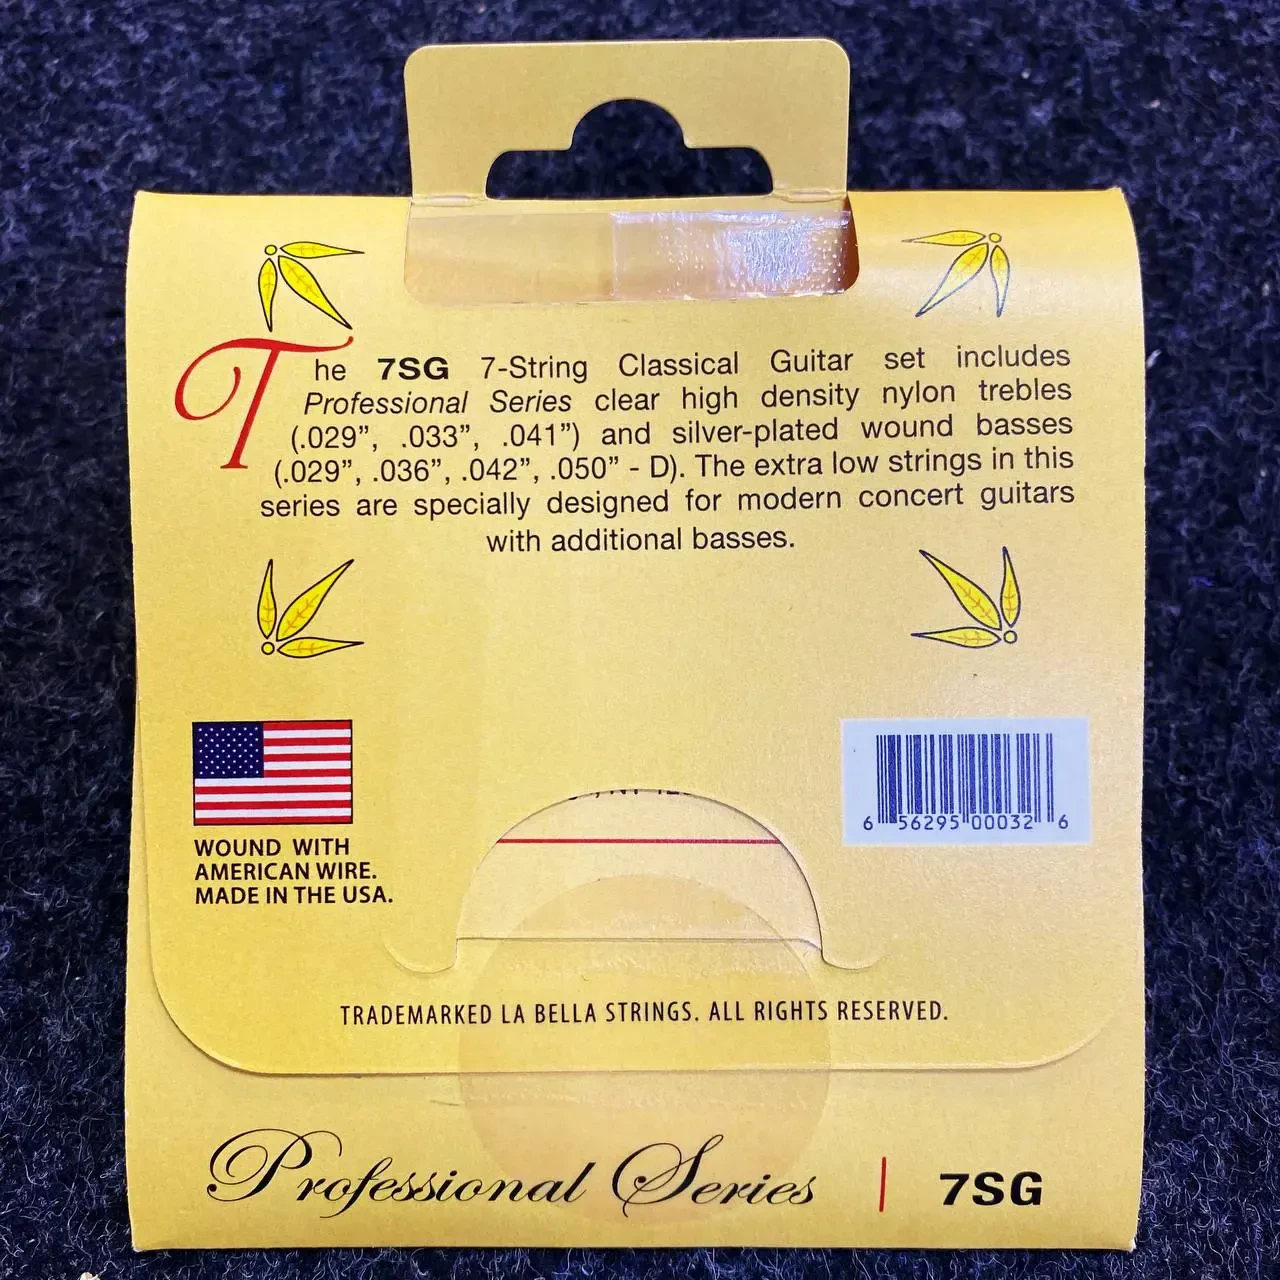 The 7SG 7-String Classical Guitar set includes
Professional Series clear high density nylon trebles
(.029”, .033”, .041”) and silver-plated wound basses
(.029”, .036”, .042”, .050” - D). The extra low strings in this
series are specially designed for modern concert guitars
with additional basses.
WOUND WITH
AMERICAN WIRE.
MADE IN THE USA.
6 56295 00032 6
TRADEMARKED LA BELLA STRINGS. ALL RIGHTS RESERVED.
Professional Series | 7SG